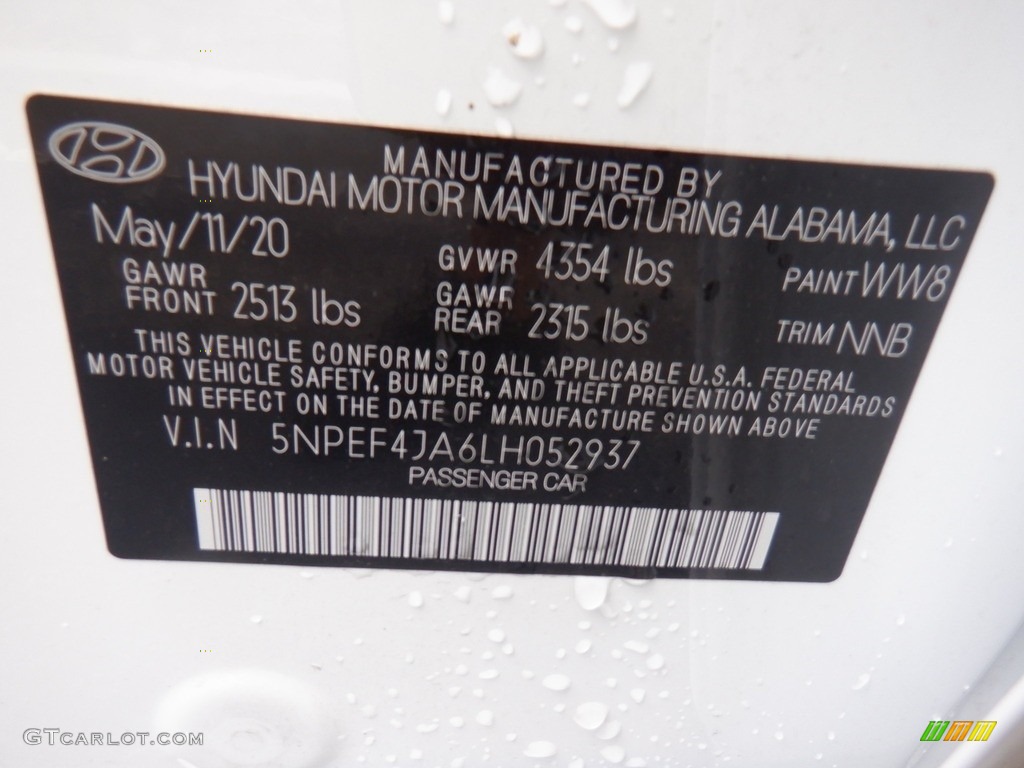 MANUFACTURED BY
HYUNDAI MOTOR MANUFACTURING ALABAMA, LLC
May/11/20 GVWR 4354 lbs PAINT WW8
GAWR FRONT 2513 lbs GAWR REAR 2315 lbs TRIM NNB
THIS VEHICLE CONFORMS TO ALL APPLICABLE U.S.A. FEDERAL
MOTOR VEHICLE SAFETY, BUMPER, AND THEFT PREVENTION STANDARDS
IN EFFECT ON THE DATE OF MANUFACTURE SHOWN ABOVE
V.I.N 5NPEF4JA6LH052937
PASSENGER CAR
GTCARLOT.COM